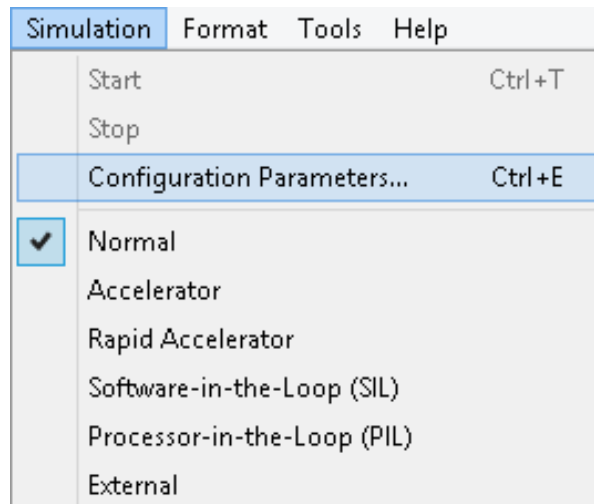 Simulation Format Tools Help
Start Ctrl+T
Stop
Configuration Parameters... Ctrl+E
Normal
Accelerator
Rapid Accelerator
Software-in-the-Loop (SIL)
Processor-in-the-Loop (PIL)
External